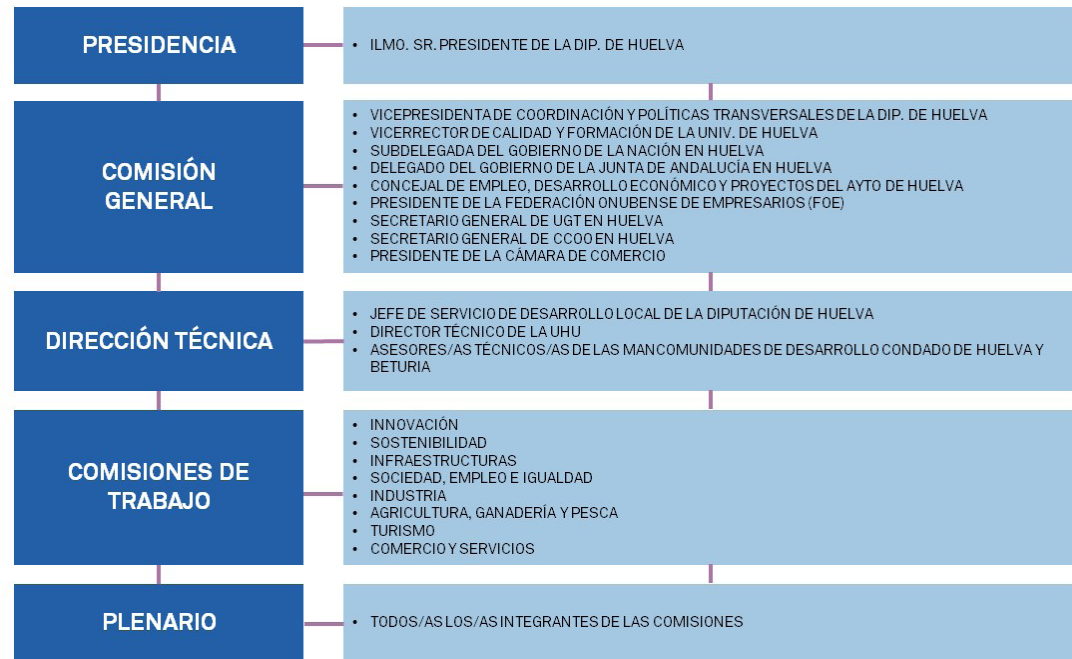 PRESIDENCIA
• ILMO. SR. PRESIDENTE DE LA DIP. DE HUELVA
COMISIÓN
GENERAL
• VICEPRESIDENTA DE COORDINACIÓN Y POLÍTICAS TRANSVERSALES DE LA DIP. DE HUELVA
• VICERRECTOR DE CALIDAD Y FORMACIÓN DE LA UNIV. DE HUELVA
• SUBDELEGADA DEL GOBIERNO DE LA NACIÓN EN HUELVA
• DELEGADO DEL GOBIERNO DE LA JUNTA DE ANDALUCÍA EN HUELVA
• CONCEJAL DE EMPLEO, DESARROLLO ECONÓMICO Y PROYECTOS DEL AYTO DE HUELVA
• PRESIDENTE DE LA FEDERACIÓN ONUBENSE DE EMPRESARIOS (FOE)
• SECRETARIO GENERAL DE UGT EN HUELVA
• SECRETARIO GENERAL DE CCOO EN HUELVA
• PRESIDENTE DE LA CÁMARA DE COMERCIO
DIRECCIÓN TÉCNICA
• JEFE DE SERVICIO DE DESARROLLO LOCAL DE LA DIPUTACIÓN DE HUELVA
• DIRECTOR TÉCNICO DE LA UHU
• ASESORES/AS TÉCNICOS/AS DE LAS MANCOMUNIDADES DE DESARROLLO CONDADO DE HUELVA Y
BETURIA
COMISIONES DE
TRABAJO
• INNOVACIÓN
• SOSTENIBILIDAD
• INFRAESTRUCTURAS
• SOCIEDAD, EMPLEO E IGUALDAD
• INDUSTRIA
• AGRICULTURA, GANADERÍA Y PESCA
• TURISMO
• COMERCIO Y SERVICIOS
PLENARIO
• TODOS/AS LOS/AS INTEGRANTES DE LAS COMISIONES